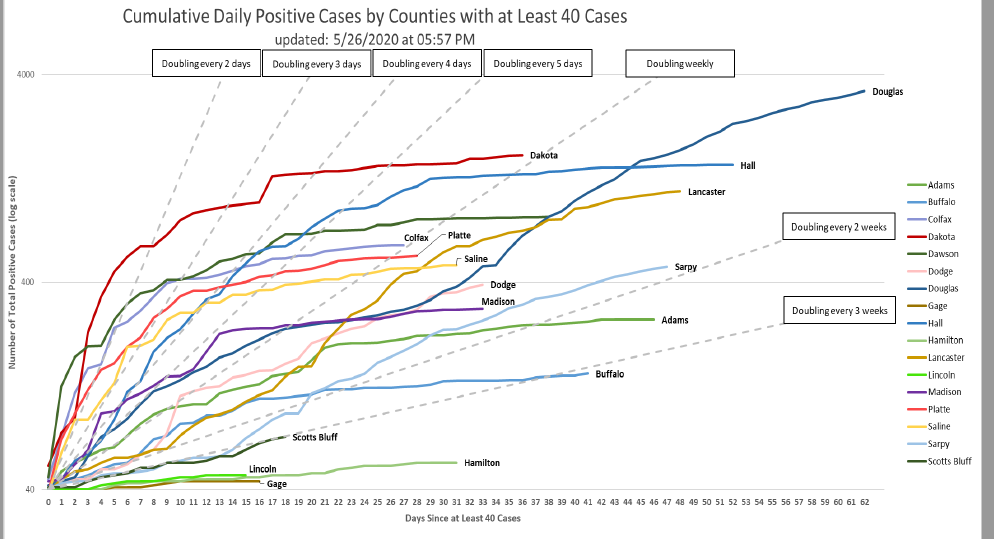 Cumulative Daily Positive Cases by Counties with at Least 40 Cases
updated: 5/26/2020 at 05:57 PM
Doubling every 2 days
Doubling every 3 days
Doubling every 4 days
Doubling every 5 days
Doubling weekly
4000
Douglas
Dakota
Hall
Lancaster
Doubling every 2 weeks
Colfax
Platte
Saline
Sarpy
400
Dodge
Madison
Doubling every 3 weeks
Adams
Buffalo
Scotts Bluff
Hamilton
Lincoln
Gage
40
Number of Total Positive Cases (log scale)
0 1 2 3 4 5 6 7 8 9 10 11 12 13 14 15 16 17 18 19 20 21 22 23 24 25 26 27 28 29 30 31 32 33 34 35 36 37 38 39 40 41 42 43 44 45 46 47 48 49 50 51 52 53 54 55 56 57 58 59 60 61 62
Days Since at Least 40 Cases
Adams
Buffalo
Colfax
Dakota
Dawson
Dodge
Douglas
Gage
Hall
Hamilton
Lancaster
Lincoln
Madison
Platte
Saline
Sarpy
Scotts Bluff